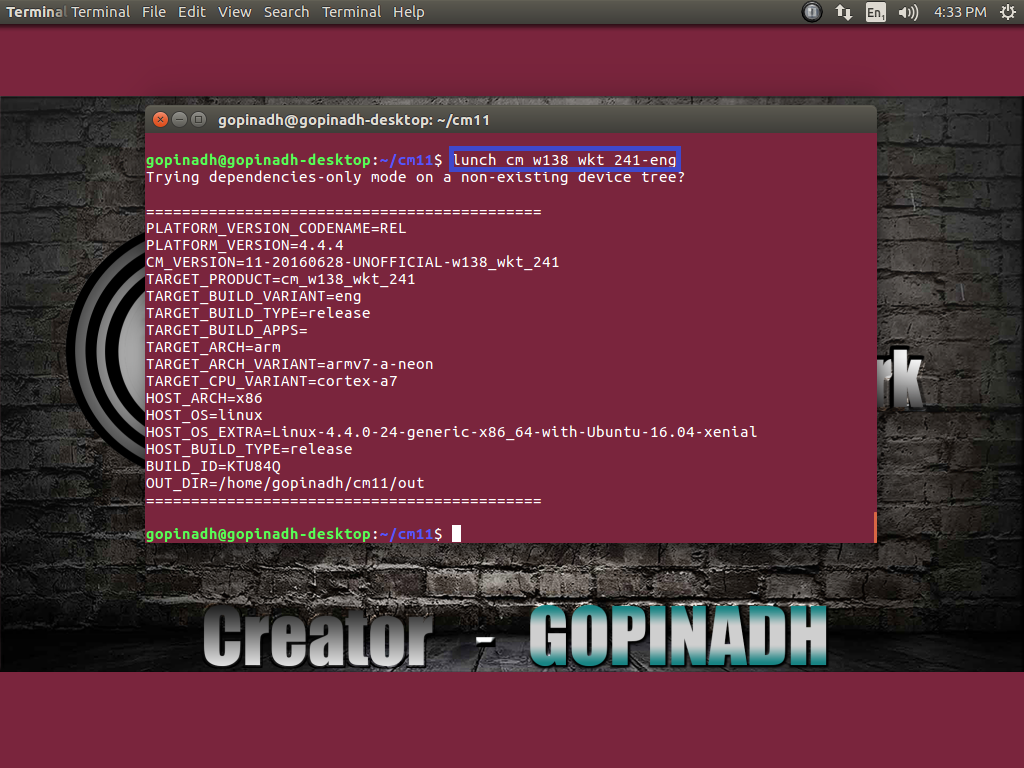 Terminal Terminal File Edit View Search Terminal Help En1 4:33 PM
gopinadh@gopinadh-desktop: ~/cm11
gopinadh@gopinadh-desktop:~/cm11$ lunch cm_w138_wkt_241-eng
Trying dependencies-only mode on a non-existing device tree?
============================================
PLATFORM_VERSION_CODENAME=REL
PLATFORM_VERSION=4.4.4
CM_VERSION=11-20160628-UNOFFICIAL-w138_wkt_241
TARGET_PRODUCT=cm_w138_wkt_241
TARGET_BUILD_VARIANT=eng
TARGET_BUILD_TYPE=release
TARGET_BUILD_APPS=
TARGET_ARCH=arm
TARGET_ARCH_VARIANT=armv7-a-neon
TARGET_CPU_VARIANT=cortex-a7
HOST_ARCH=x86
HOST_OS=linux
HOST_OS_EXTRA=Linux-4.4.0-24-generic-x86_64-with-Ubuntu-16.04-xenial
HOST_BUILD_TYPE=release
BUILD_ID=KTU84Q
OUT_DIR=/home/gopinadh/cm11/out
============================================
gopinadh@gopinadh-desktop:~/cm11$
Creator - GOPINADH